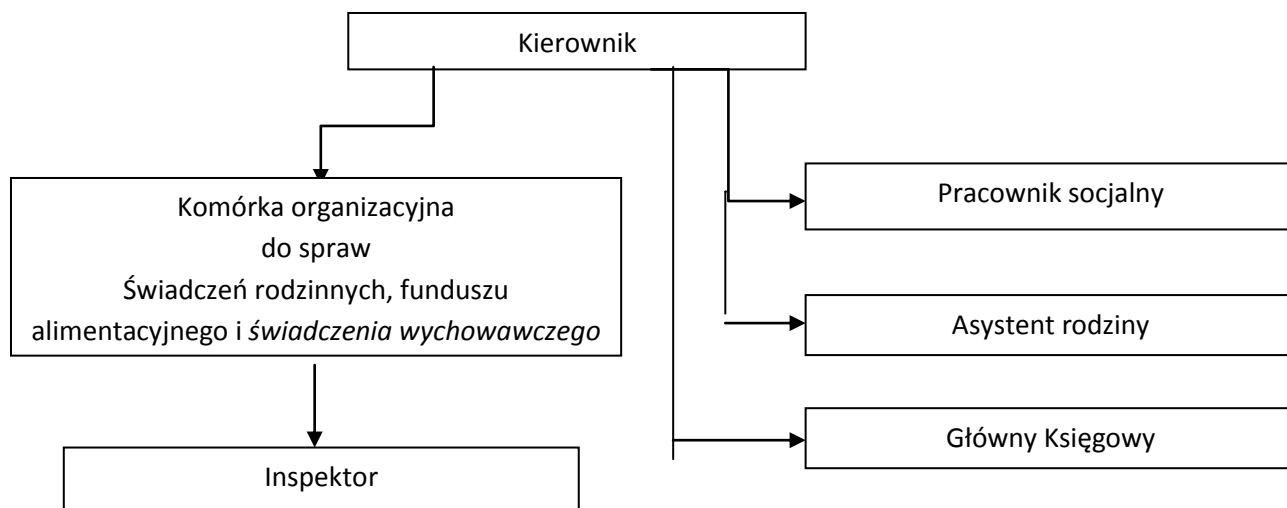 Kierownik
Komórka organizacyjna
do spraw
Świadczeń rodzinnych, funduszu
alimentacyjnego i świadczenia wychowawczego
Inspektor
Pracownik socjalny
Asystent rodziny
Główny Księgowy